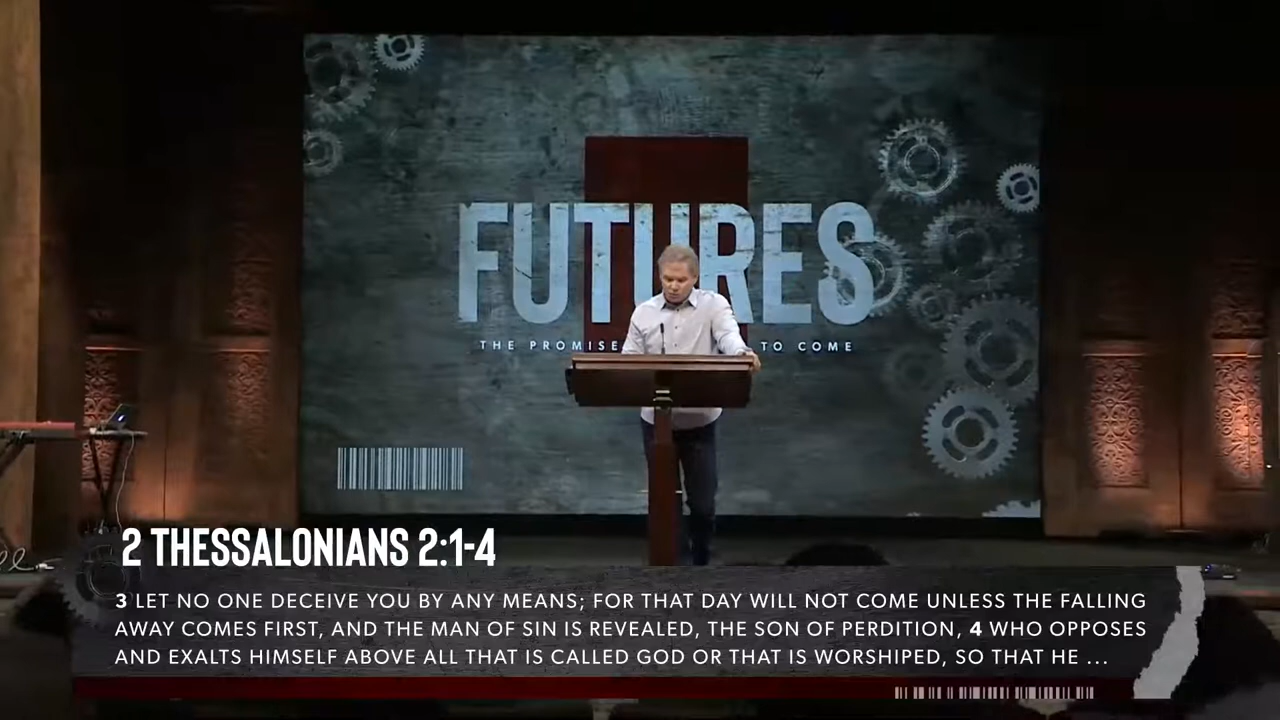 FUTURES
THE PROMISE TO COME
2 THESSALONIANS 2:1-4
3 LET NO ONE DECEIVE YOU BY ANY MEANS; FOR THAT DAY WILL NOT COME UNLESS THE FALLING
AWAY COMES FIRST, AND THE MAN OF SIN IS REVEALED, THE SON OF PERDITION, 4 WHO OPPOSES
AND EXALTS HIMSELF ABOVE ALL THAT IS CALLED GOD OR THAT IS WORSHIPED, SO THAT HE ...